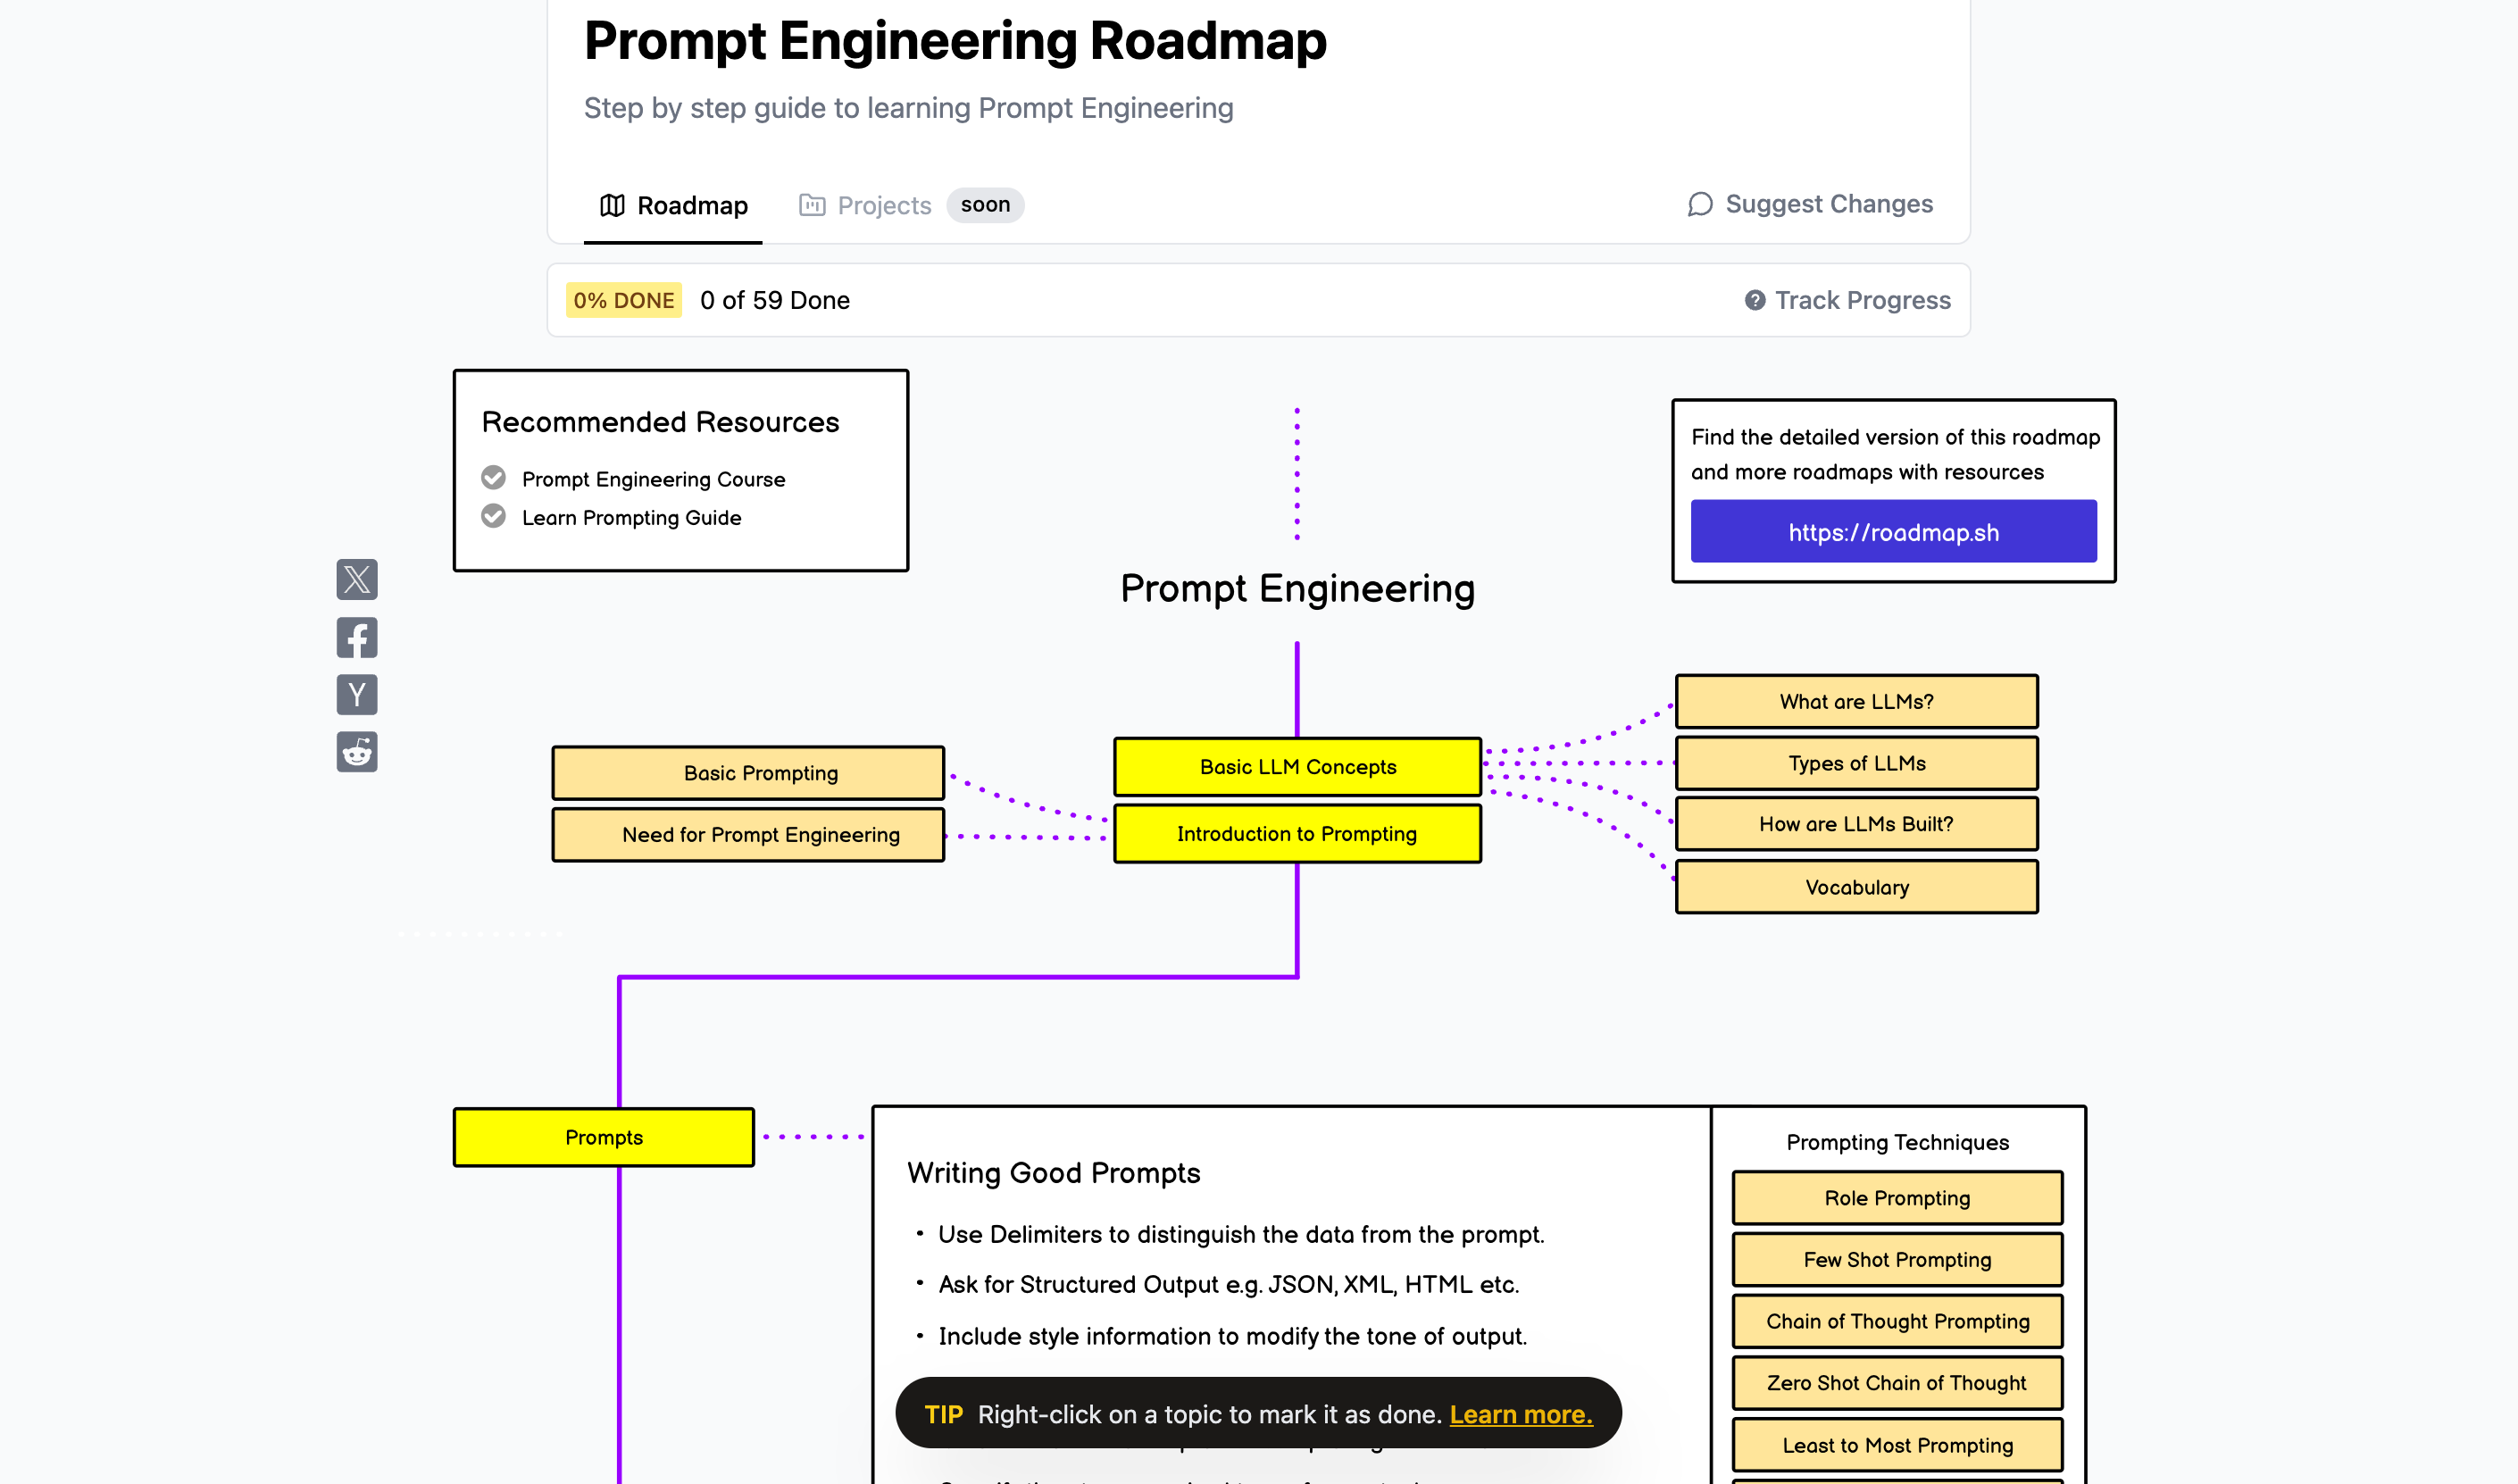 Prompt Engineering Roadmap
Step by step guide to learning Prompt Engineering
Roadmap
Projects
soon
Suggest Changes
0% DONE
0 of 59 Done
Track Progress
Recommended Resources
Prompt Engineering Course
Learn Prompting Guide
Find the detailed version of this roadmap
and more roadmaps with resources
https://roadmap.sh
Prompt Engineering
Basic LLM Concepts
Introduction to Prompting
Basic Prompting
Need for Prompt Engineering
What are LLMs?
Types of LLMs
How are LLMs Built?
Vocabulary
Prompts
Writing Good Prompts
• Use Delimiters to distinguish the data from the prompt.
• Ask for Structured Output e.g. JSON, XML, HTML etc.
• Include style information to modify the tone of output.
TIP Right-click on a topic to mark it as done. Learn more.
Prompting Techniques
Role Prompting
Few Shot Prompting
Chain of Thought Prompting
Zero Shot Chain of Thought
Least to Most Prompting